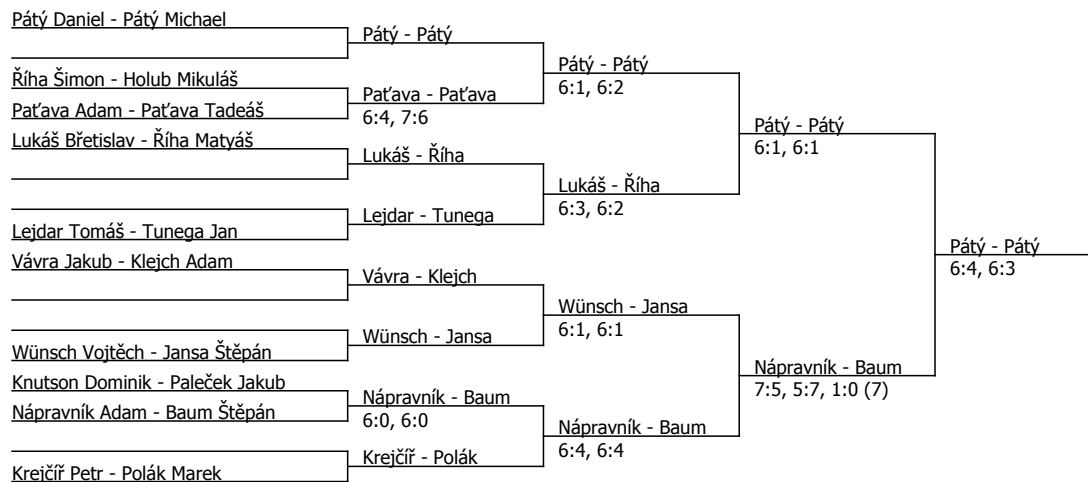 Pátý Daniel - Pátý Michael
Pátý - Pátý
Pátý - Pátý
6:1, 6:2
Říha Šimon - Holub Mikuláš
Paťava - Paťava
6:4, 7:6
Paťava Adam - Paťava Tadeáš
Pátý - Pátý
6:1, 6:1
Lukáš Břetislav - Říha Matyáš
Lukáš - Říha
Lukáš - Říha
6:3, 6:2
Lejdar - Tunega
Lejdar Tomáš - Tunega Jan
Pátý - Pátý
6:4, 6:3
Vávra Jakub - Klejch Adam
Vávra - Klejch
Wünsch - Jansa
6:1, 6:1
Wünsch - Jansa
Wünsch Vojtěch - Jansa Štěpán
Nápravník - Baum
7:5, 5:7, 1:0 (7)
Knutson Dominik - Paleček Jakub
Nápravník - Baum
6:0, 6:0
Nápravník Adam - Baum Štěpán
Nápravník - Baum
6:4, 6:4
Krejčíř - Polák
Krejčíř Petr - Polák Marek